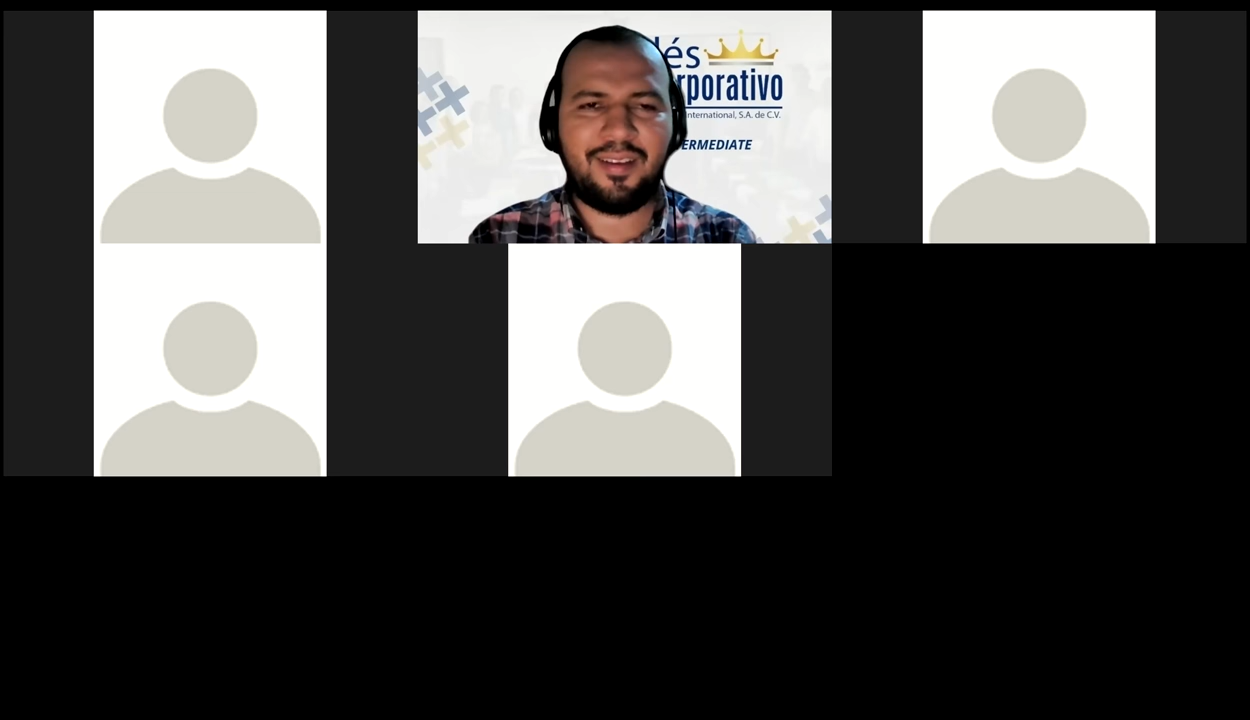 lés
rporativo
International, S.A. de C.V.
ERMEDIATE